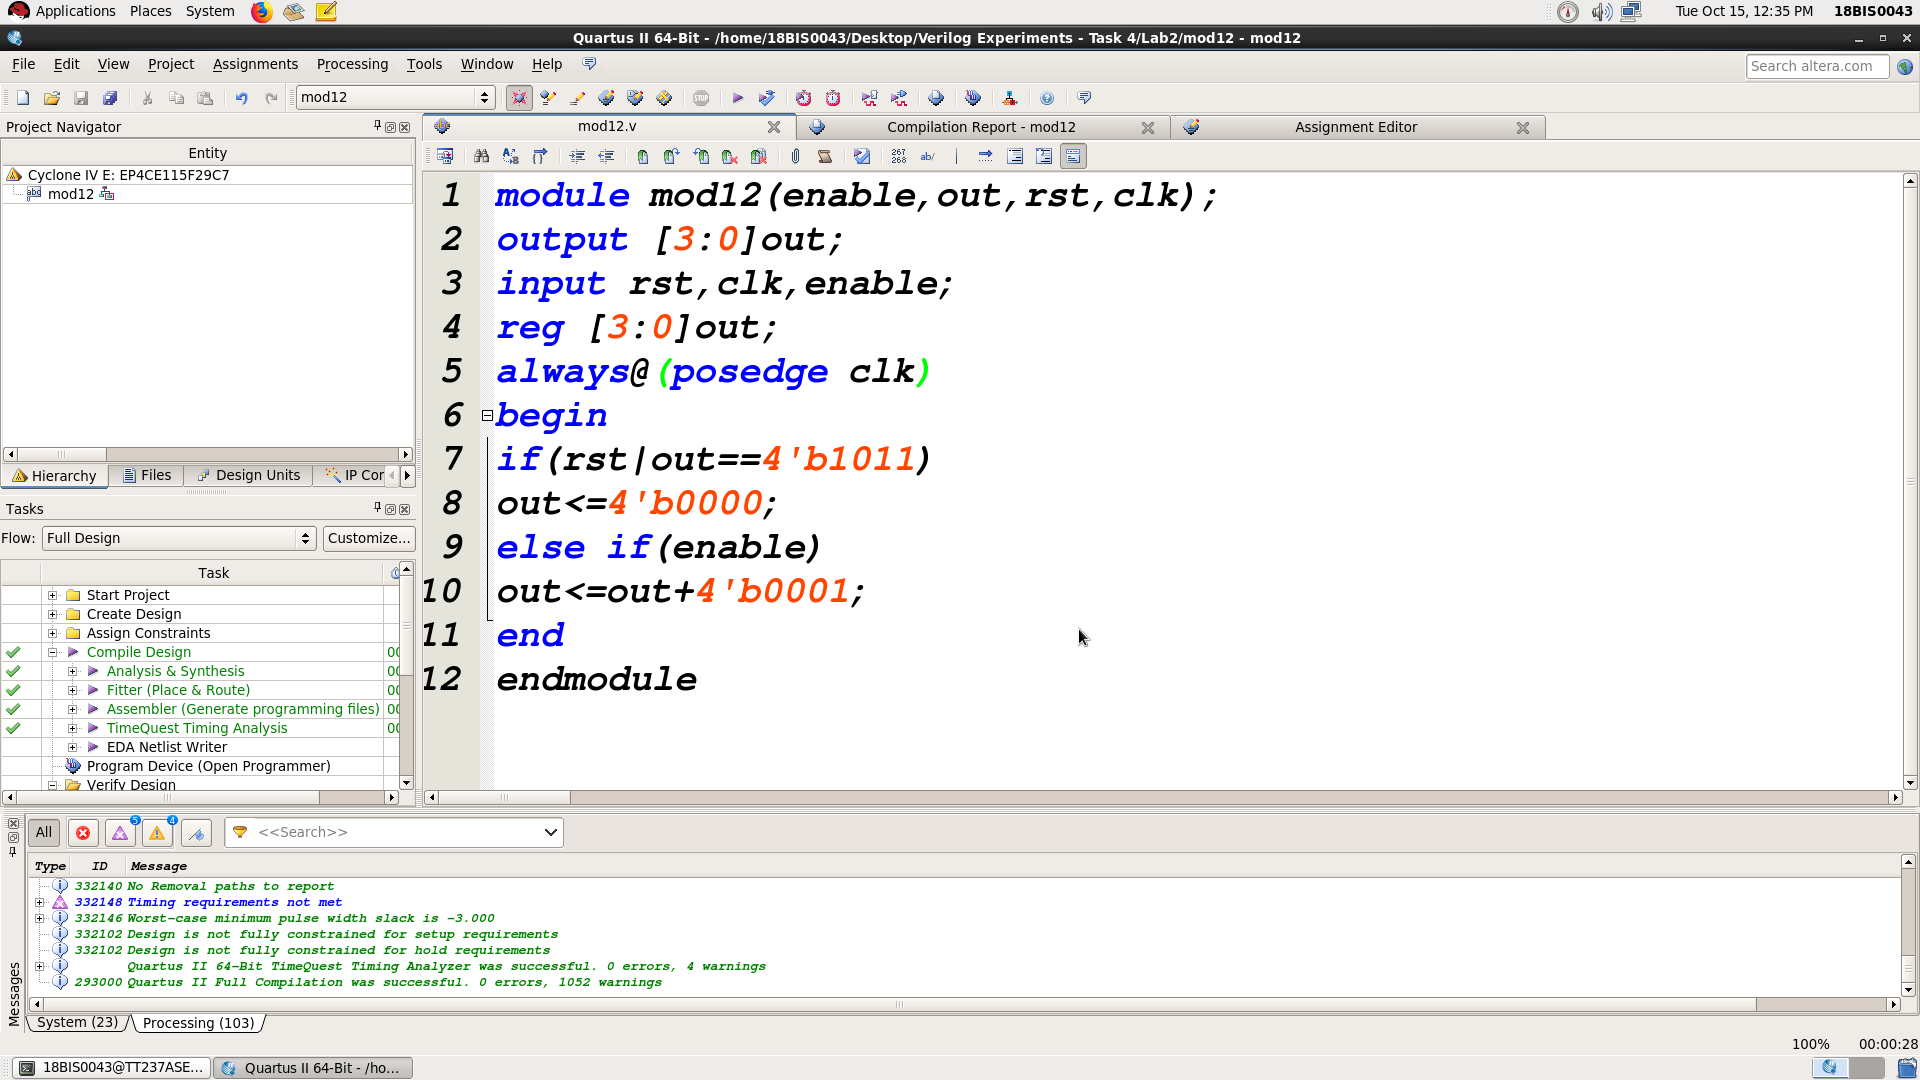 Applications Places System Tue Oct 15, 12:35 PM 18BIS0043
Quartus II 64-Bit - /home/18BIS0043/Desktop/Verilog Experiments - Task 4/Lab2/mod12 - mod12
File Edit View Project Assignments Processing Tools Window Help Search altera.com
mod12
Project Navigator
Entity
Cyclone IV E: EP4CE115F29C7
mod12
Hierarchy Files Design Units IP Cor
Tasks
Flow: Full Design Customize...
Task
Start Project
Create Design
Assign Constraints
Compile Design 00
Analysis & Synthesis 00
Fitter (Place & Route) 00
Assembler (Generate programming files) 00
TimeQuest Timing Analysis 00
EDA Netlist Writer
Program Device (Open Programmer)
Verify Design
mod12.v Compilation Report - mod12 Assignment Editor
267
268 ab/
1 module mod12(enable,out,rst,clk);
2 output [3:0]out;
3 input rst,clk,enable;
4 reg [3:0]out;
5 always@(posedge clk)
6 begin
7 if(rst|out==4'b1011)
8 out<=4'b0000;
9 else if(enable)
10 out<=out+4'b0001;
11 end
12 endmodule
All 5 4 <<Search>>
Type ID Message
332140 No Removal paths to report
332148 Timing requirements not met
332146 Worst-case minimum pulse width slack is -3.000
332102 Design is not fully constrained for setup requirements
332102 Design is not fully constrained for hold requirements
Quartus II 64-Bit TimeQuest Timing Analyzer was successful. 0 errors, 4 warnings
293000 Quartus II Full Compilation was successful. 0 errors, 1052 warnings
Messages
System (23) Processing (103)
100% 00:00:28
18BIS0043@TT237ASE... Quartus II 64-Bit - /ho...